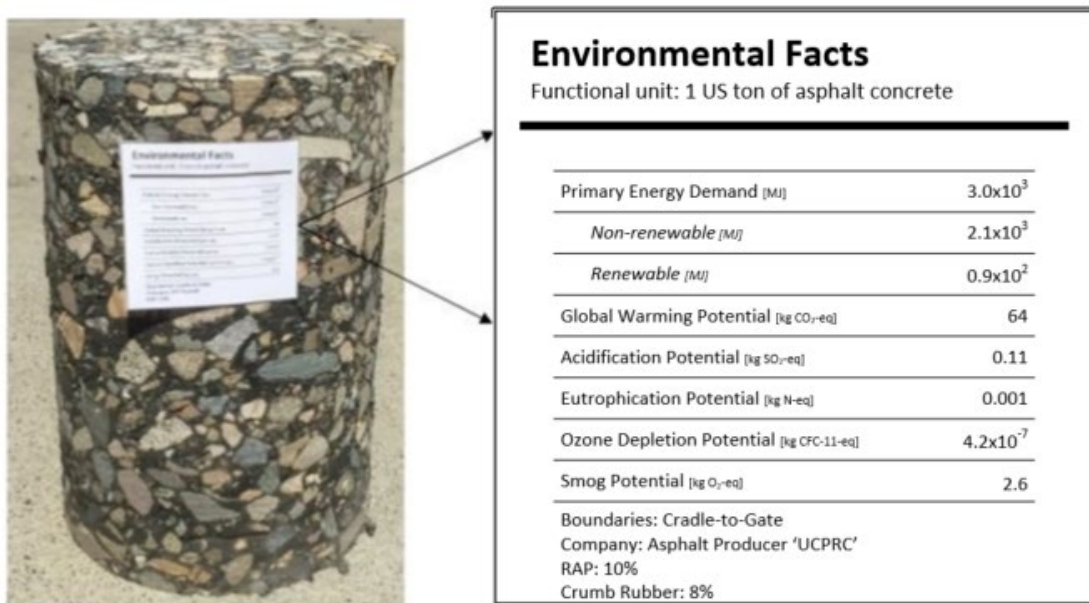 Environmental Facts
Environmental Facts
Functional unit: 1 US ton of asphalt concrete
Primary Energy Demand [MJ] 3.0x10³
Non-renewable [MJ] 2.1x10³
Renewable [MJ] 0.9x10²
Global Warming Potential [kg CO₂-eq] 64
Acidification Potential [kg SO₂-eq] 0.11
Eutrophication Potential [kg N-eq] 0.001
Ozone Depletion Potential [kg CFC-11-eq] 4.2x10⁻⁷
Smog Potential [kg O₃-eq] 2.6
Boundaries: Cradle-to-Gate
Company: Asphalt Producer ‘UCPRC’
RAP: 10%
Crumb Rubber: 8%